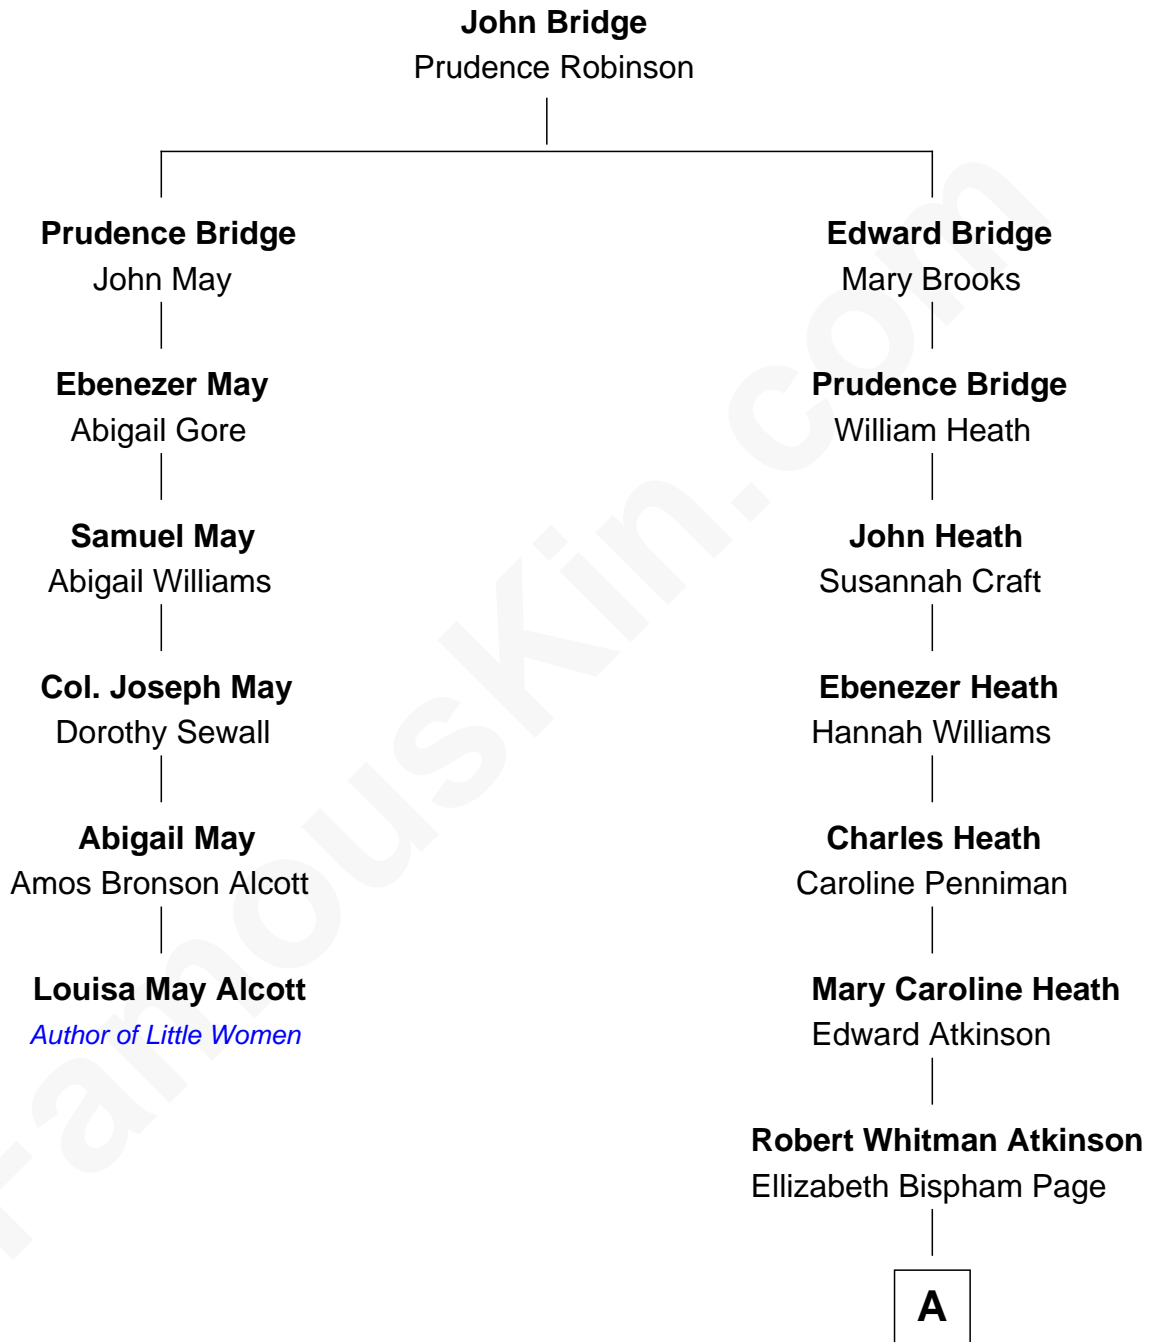 John Bridge
Prudence Robinson
Prudence Bridge
John May
Ebenezer May
Abigail Gore
Samuel May
Abigail Williams
Col. Joseph May
Dorothy Sewall
Abigail May
Amos Bronson Alcott
Louisa May Alcott
Author of Little Women
Edward Bridge
Mary Brooks
Prudence Bridge
William Heath
John Heath
Susannah Craft
Ebenezer Heath
Hannah Williams
Charles Heath
Caroline Penniman
Mary Caroline Heath
Edward Atkinson
Robert Whitman Atkinson
Ellizabeth Bispham Page
A
FamousKin.com